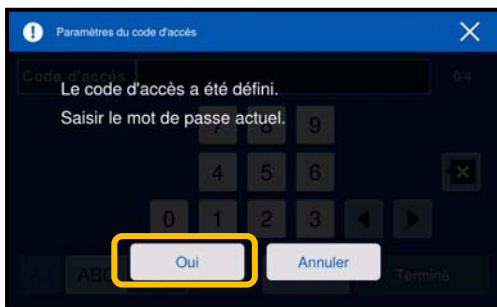 Paramètres du code d'accès
Le code d'accès a été défini.
Saisir le mot de passe actuel.
Code d'accès
0/4
7 8 9
4 5 6
0 1 2 3
Oui
Annuler
ABC
Terminé